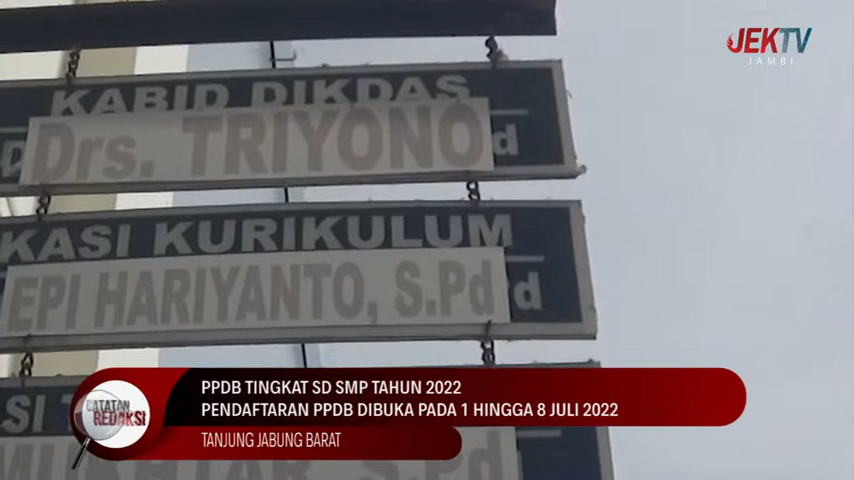 JEKTV
JAMBI
KABID DIKDAS
Drs. TRIYONO
KASI KURIKULUM
EPI HARIYANTO, S.Pd
PPDB TINGKAT SD SMP TAHUN 2022
PENDAFTARAN PPDB DIBUKA PADA 1 HINGGA 8 JULI 2022
CATATAN
REDAKSI
TANJUNG JABUNG BARAT
S.Pd